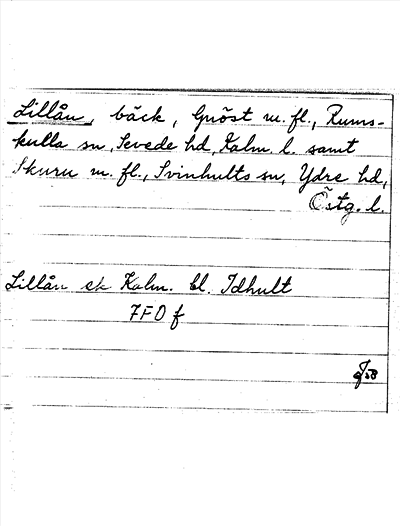 Lillån, bäck, Gnöst m.fl., Rums-
kulla sn, Sevede hd, Kalm. l. samt
Skuru m.fl., Svinhults sn, Ydre hd,
Östg. l.
Lillån ek Kalm. bl. Idhult
7F0f